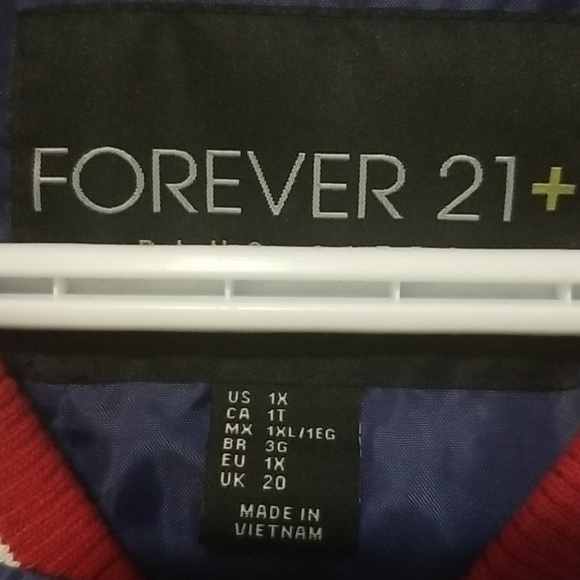 FOREVER 21+
US 1X
CA 1T
MX 1XL/1EG
BR 3G
EU 1X
UK 20
MADE IN
VIETNAM